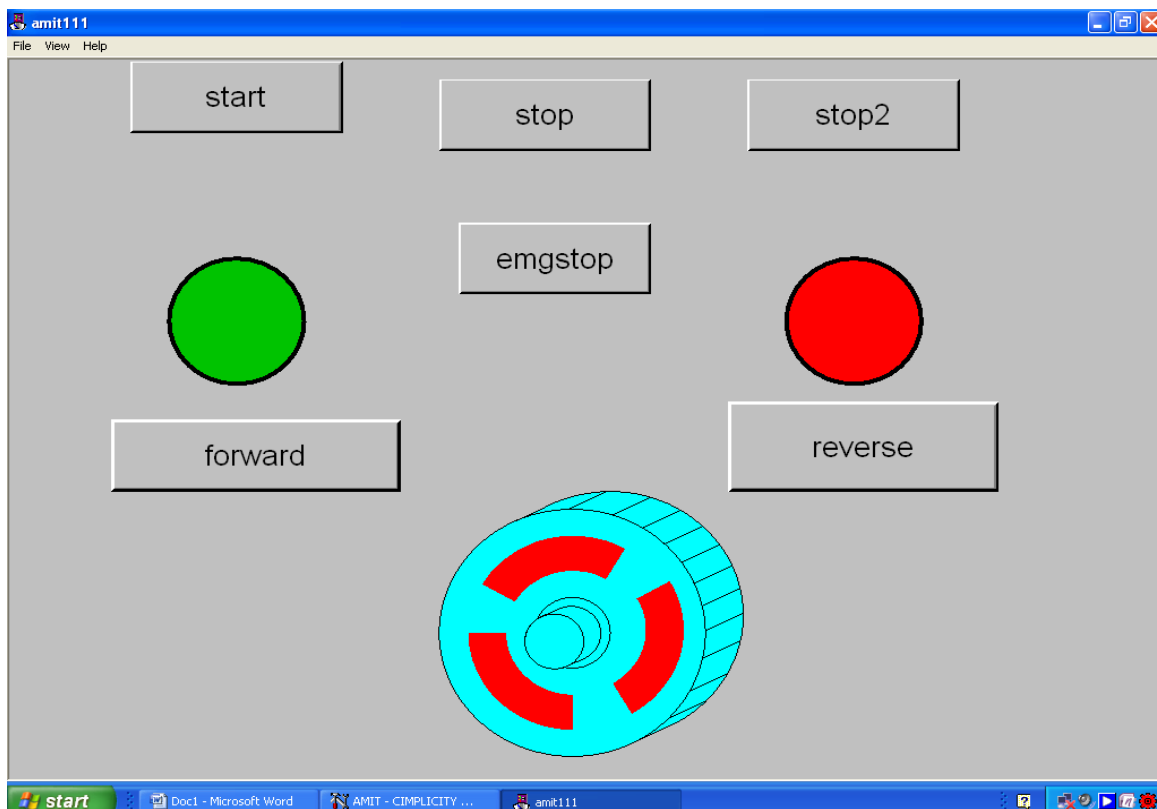 amit111
File View Help
start
stop
stop2
emgstop
forward
reverse
start
Doc1 - Microsoft Word
AMIT - CIMPLICITY ...
amit111